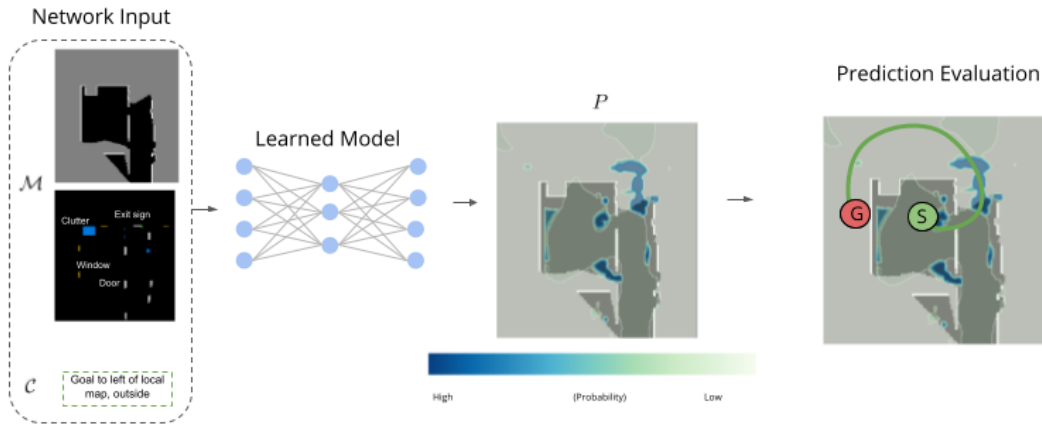 Network Input
ℳ
Clutter
Exit sign
Window
Door
𝒞
Goal to left of local
map, outside
Learned Model
P
High
(Probability)
Low
Prediction Evaluation
G
S